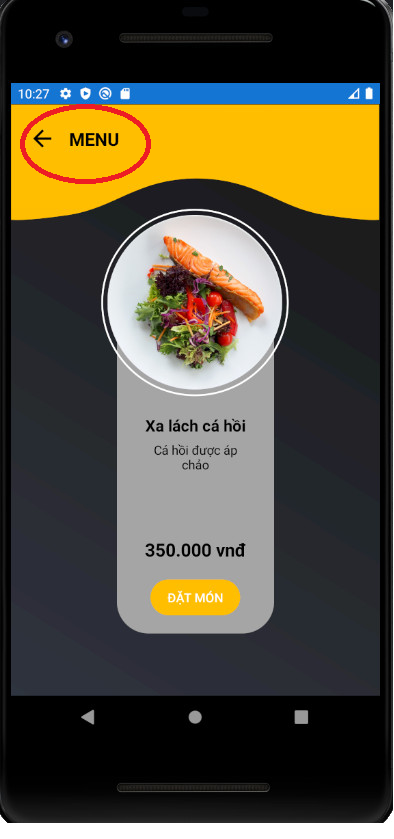 10:27
MENU
Xa lách cá hồi
Cá hồi được áp
chảo
350.000 vnđ
ĐẶT MÓN